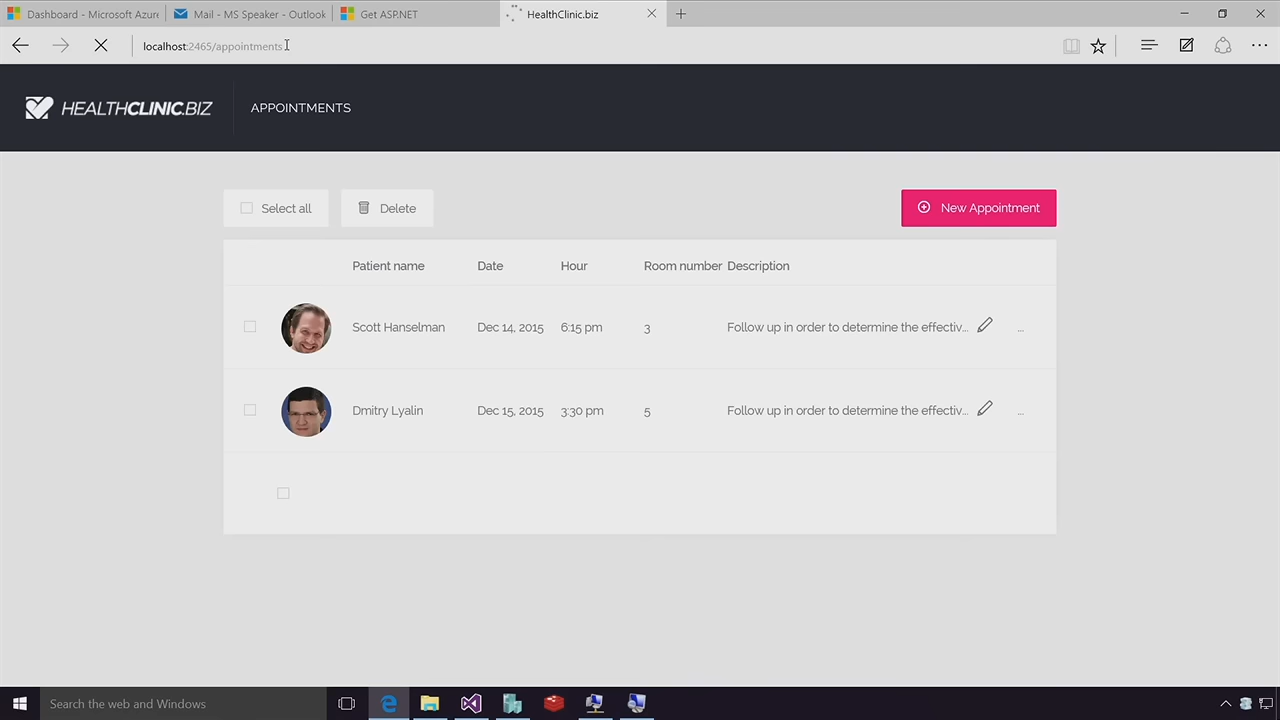 Dashboard - Microsoft Azure
Mail - MS Speaker - Outlook
Get ASP.NET
HealthClinic.biz
localhost:2465/appointments
HEALTHCLINIC.BIZ
APPOINTMENTS
Select all
Delete
New Appointment
Patient name Date Hour Room number Description
Scott Hanselman Dec 14, 2015 6:15 pm 3 Follow up in order to determine the effectiv... ...
Dmitry Lyalin Dec 15, 2015 3:30 pm 5 Follow up in order to determine the effectiv... ...
Search the web and Windows